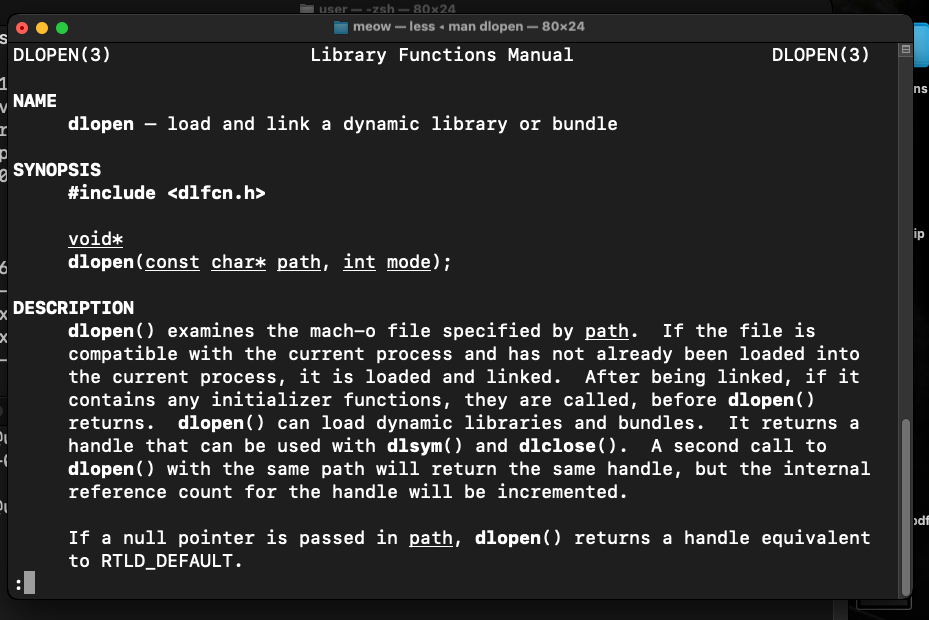 user — -zsh — 80×24
meow — less ◂ man dlopen — 80×24
DLOPEN(3) Library Functions Manual DLOPEN(3)
NAME
dlopen – load and link a dynamic library or bundle
SYNOPSIS
#include <dlfcn.h>
void*
dlopen(const char* path, int mode);
DESCRIPTION
dlopen() examines the mach-o file specified by path.  If the file is
compatible with the current process and has not already been loaded into
the current process, it is loaded and linked.  After being linked, if it
contains any initializer functions, they are called, before dlopen()
returns.  dlopen() can load dynamic libraries and bundles.  It returns a
handle that can be used with dlsym() and dlclose().  A second call to
dlopen() with the same path will return the same handle, but the internal
reference count for the handle will be incremented.
If a null pointer is passed in path, dlopen() returns a handle equivalent
to RTLD_DEFAULT.
: